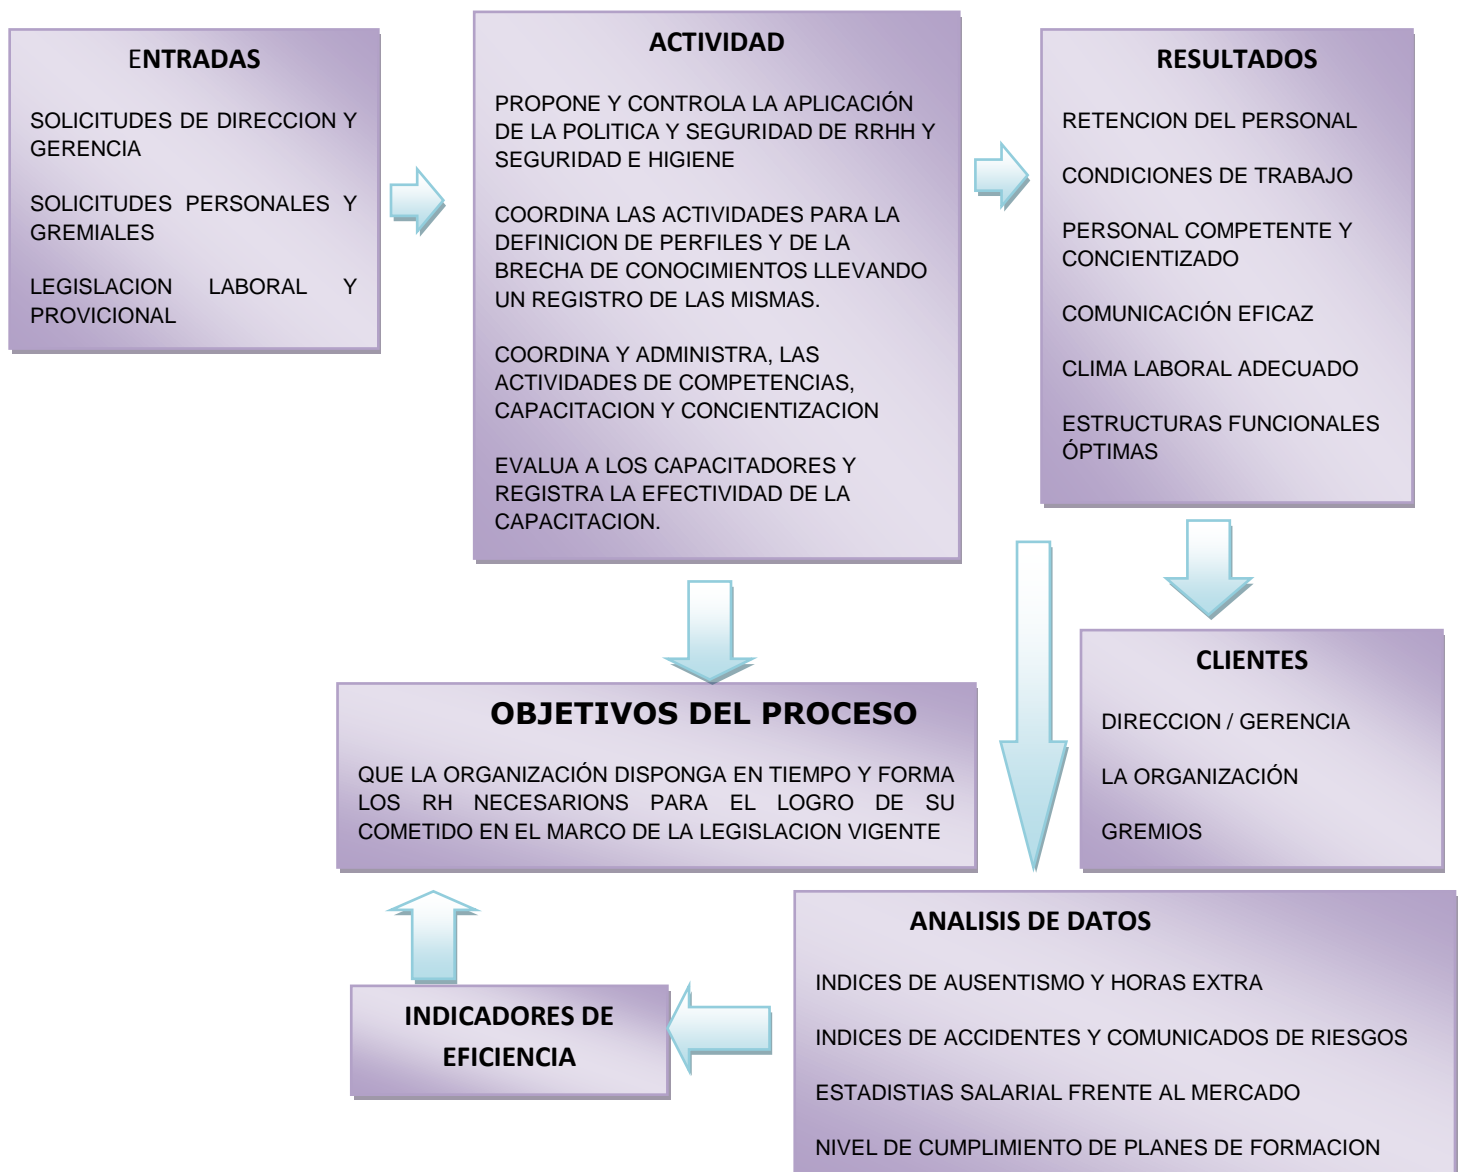 ENTRADAS
SOLICITUDES DE DIRECCION Y
GERENCIA
SOLICITUDES PERSONALES Y
GREMIALES
LEGISLACION LABORAL Y
PROVICIONAL
ACTIVIDAD
PROPONE Y CONTROLA LA APLICACIÓN
DE LA POLITICA Y SEGURIDAD DE RRHH Y
SEGURIDAD E HIGIENE
COORDINA LAS ACTIVIDADES PARA LA
DEFINICION DE PERFILES Y DE LA
BRECHA DE CONOCIMIENTOS LLEVANDO
UN REGISTRO DE LAS MISMAS.
COORDINA Y ADMINISTRA, LAS
ACTIVIDADES DE COMPETENCIAS,
CAPACITACION Y CONCIENTIZACION
EVALUA A LOS CAPACITADORES Y
REGISTRA LA EFECTIVIDAD DE LA
CAPACITACION.
RESULTADOS
RETENCION DEL PERSONAL
CONDICIONES DE TRABAJO
PERSONAL COMPETENTE Y
CONCIENTIZADO
COMUNICACIÓN EFICAZ
CLIMA LABORAL ADECUADO
ESTRUCTURAS FUNCIONALES
ÓPTIMAS
CLIENTES
DIRECCION / GERENCIA
LA ORGANIZACIÓN
GREMIOS
OBJETIVOS DEL PROCESO
QUE LA ORGANIZACIÓN DISPONGA EN TIEMPO Y FORMA
LOS RH NECESARIONS PARA EL LOGRO DE SU
COMETIDO EN EL MARCO DE LA LEGISLACION VIGENTE
ANALISIS DE DATOS
INDICES DE AUSENTISMO Y HORAS EXTRA
INDICES DE ACCIDENTES Y COMUNICADOS DE RIESGOS
ESTADISTIAS SALARIAL FRENTE AL MERCADO
NIVEL DE CUMPLIMIENTO DE PLANES DE FORMACION
INDICADORES DE
EFICIENCIA